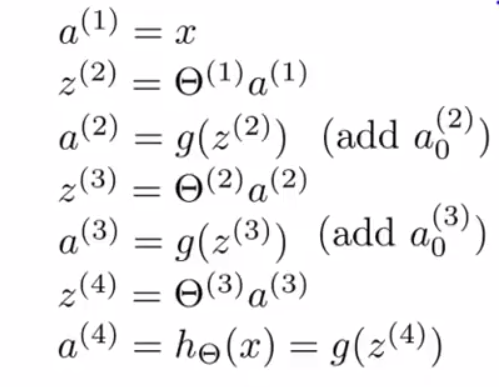 a^{(1)} = x
z^{(2)} = Θ^{(1)}a^{(1)}
a^{(2)} = g(z^{(2)}) (add a_0^{(2)})
z^{(3)} = Θ^{(2)}a^{(2)}
a^{(3)} = g(z^{(3)}) (add a_0^{(3)})
z^{(4)} = Θ^{(3)}a^{(3)}
a^{(4)} = h_Θ(x) = g(z^{(4)})